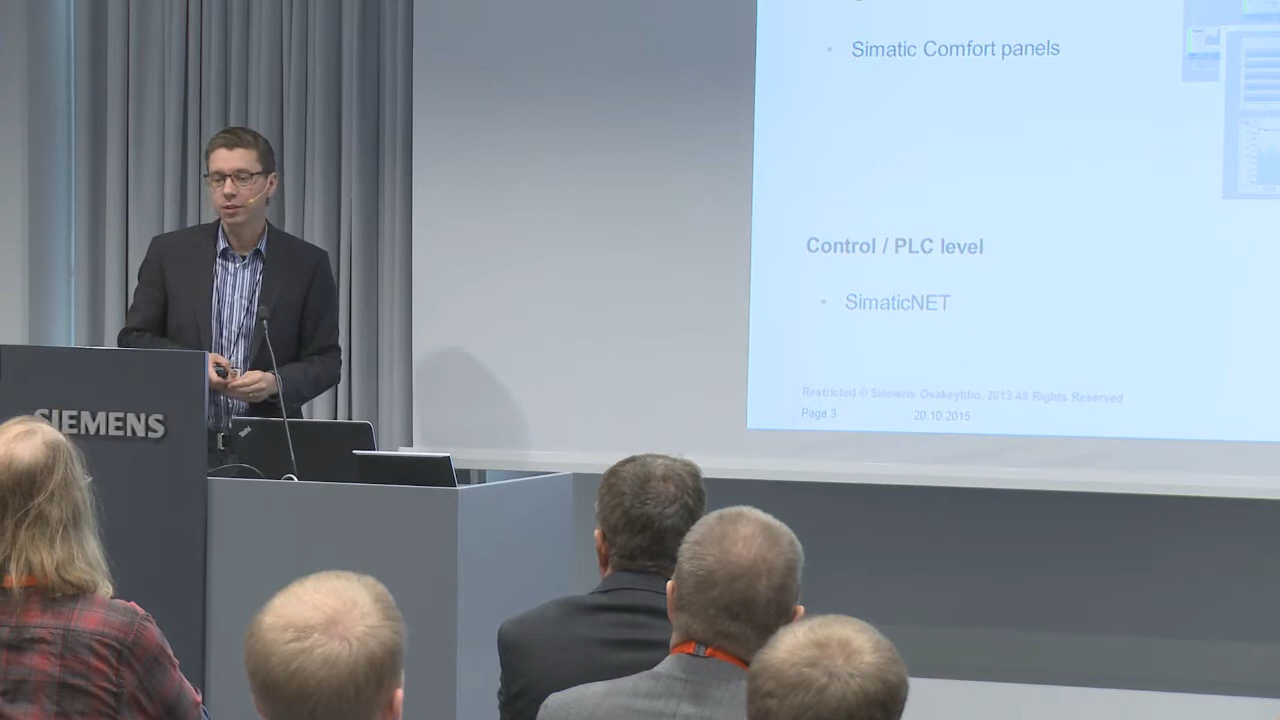 • Simatic Comfort panels
Control / PLC level
• SimaticNET
Restricted © Siemens Osakeyhtio, 2013 All Rights Reserved
Page 3 20.10.2015
SIEMENS